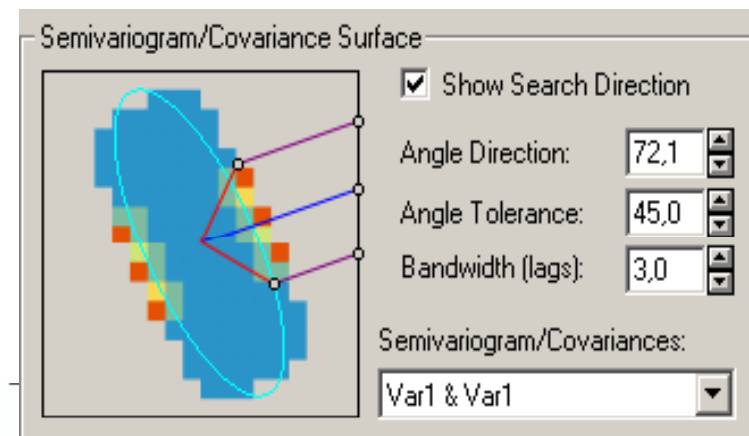 Semivariogram/Covariance Surface
Show Search Direction
Angle Direction: 72,1
Angle Tolerance: 45,0
Bandwidth (lags): 3,0
Semivariogram/Covariances:
Var1 & Var1